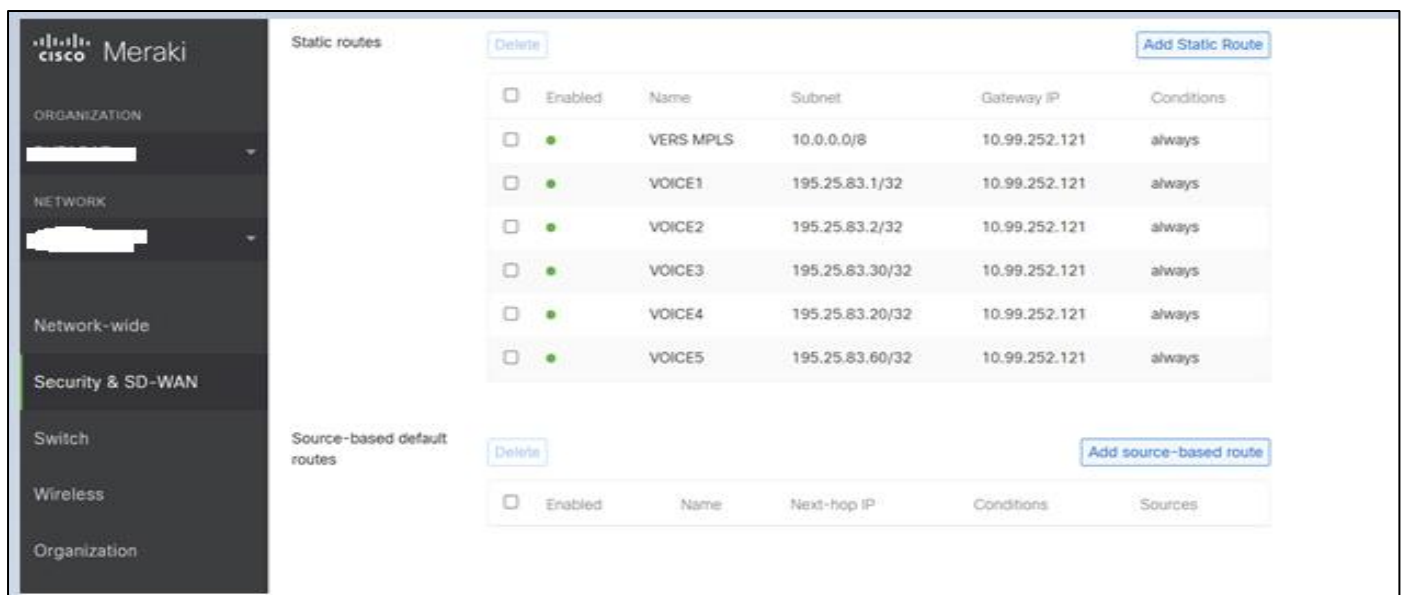 CISCO Meraki
ORGANIZATION
NETWORK
Network-wide
Security & SD-WAN
Switch
Wireless
Organization
Static routes
Delete
Add Static Route
Enabled Name Subnet Gateway IP Conditions
VERS MPLS 10.0.0.0/8 10.99.252.121 always
VOICE1 195.25.83.1/32 10.99.252.121 always
VOICE2 195.25.83.2/32 10.99.252.121 always
VOICE3 195.25.83.30/32 10.99.252.121 always
VOICE4 195.25.83.20/32 10.99.252.121 always
VOICE5 195.25.83.60/32 10.99.252.121 always
Source-based default
routes
Delete
Add source-based route
Enabled Name Next-hop IP Conditions Sources